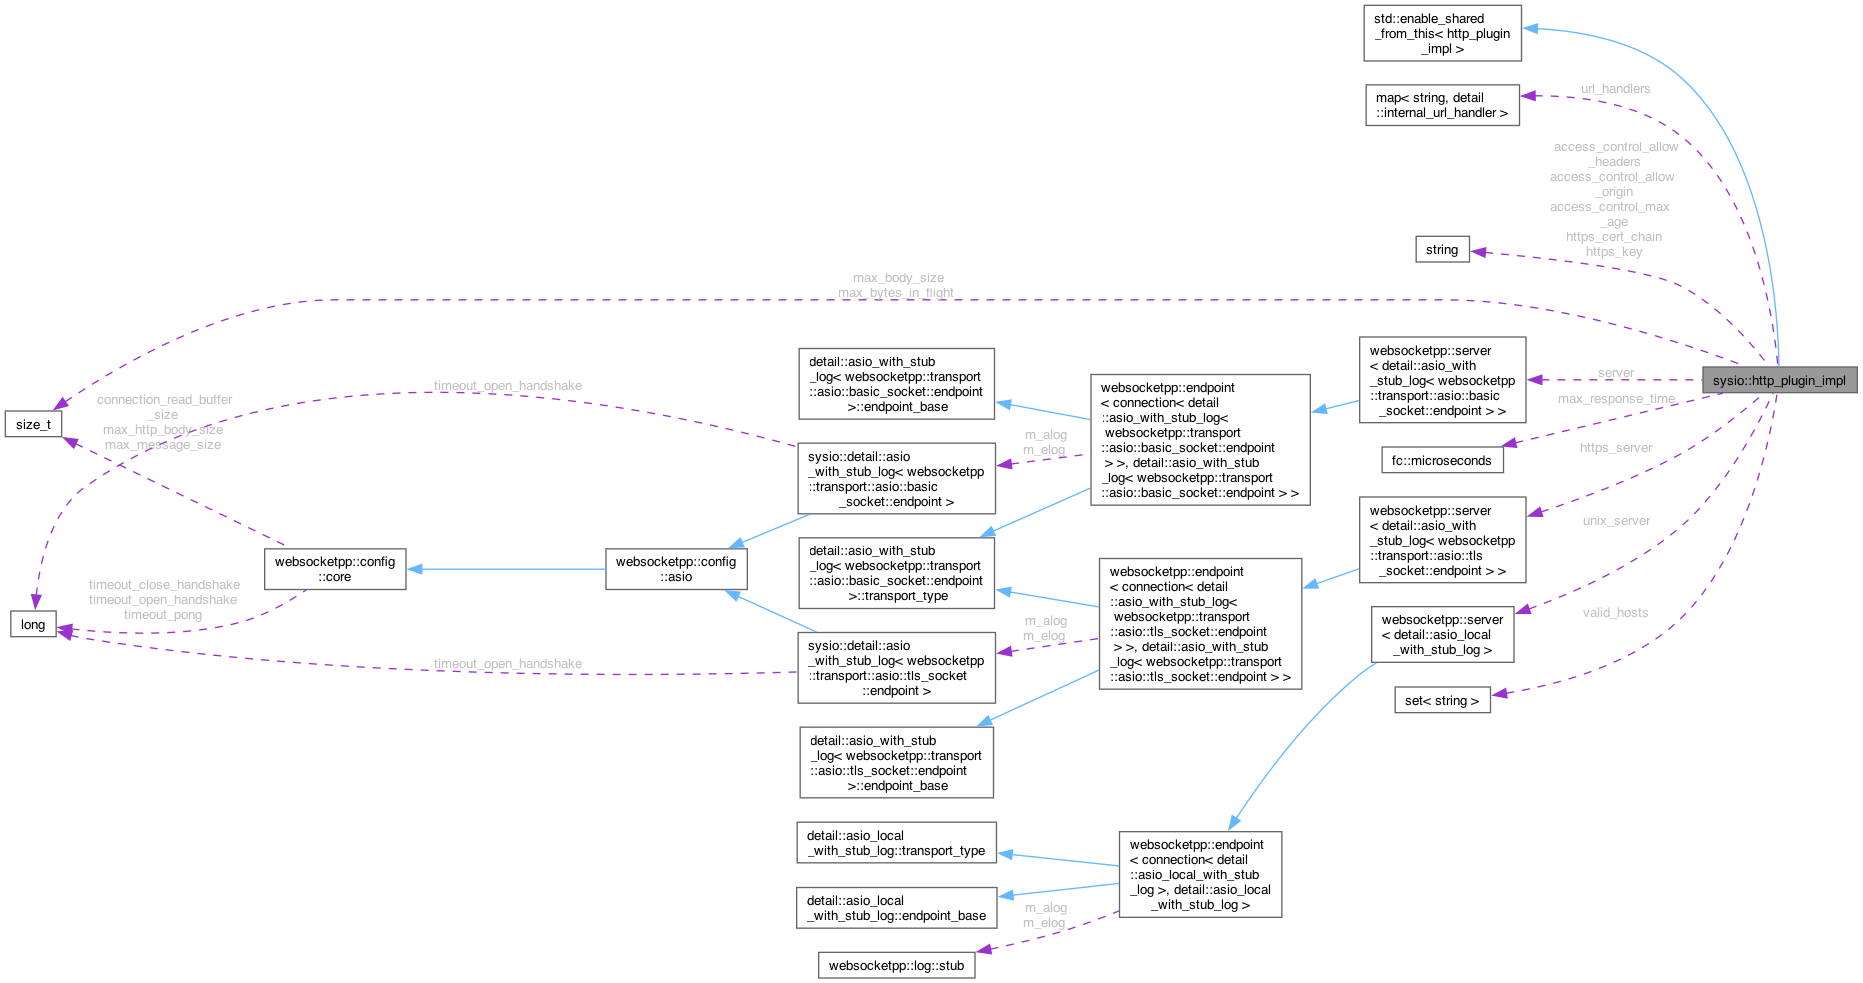 std::enable_shared
_from_this< http_plugin
_impl >
url_handlers
map< string, detail
::internal_url_handler >
access_control_allow
_headers
access_control_allow
_origin
access_control_max
_age
https_cert_chain
https_key
string
max_body_size
max_bytes_in_flight
sysio::http_plugin_impl
server
max_response_time
websocketpp::server
< detail::asio_with
_stub_log< websocketpp
::transport::asio::basic
_socket::endpoint > >
fc::microseconds
https_server
websocketpp::server
< detail::asio_with
_stub_log< websocketpp
::transport::asio::tls
_socket::endpoint > >
unix_server
websocketpp::server
< detail::asio_local
_with_stub_log >
valid_hosts
set< string >
websocketpp::endpoint
< connection< detail
::asio_with_stub_log<
websocketpp::transport
::asio::basic_socket::endpoint
> >, detail::asio_with_stub
_log< websocketpp::transport
::asio::basic_socket::endpoint > >
websocketpp::endpoint
< connection< detail
::asio_with_stub_log<
websocketpp::transport
::asio::tls_socket::endpoint
> >, detail::asio_with_stub
_log< websocketpp::transport
::asio::tls_socket::endpoint > >
websocketpp::endpoint
< connection< detail
::asio_local_with_stub
_log >, detail::asio_local
_with_stub_log >
detail::asio_with_stub
_log< websocketpp::transport
::asio::basic_socket::endpoint
>::endpoint_base
m_alog
m_elog
sysio::detail::asio
_with_stub_log< websocketpp
::transport::asio::basic
_socket::endpoint >
detail::asio_with_stub
_log< websocketpp::transport
::asio::basic_socket::endpoint
>::transport_type
m_alog
m_elog
sysio::detail::asio
_with_stub_log< websocketpp
::transport::asio::tls_socket
::endpoint >
detail::asio_with_stub
_log< websocketpp::transport
::asio::tls_socket::endpoint
>::endpoint_base
detail::asio_local
_with_stub_log::transport_type
detail::asio_local
_with_stub_log::endpoint_base
m_alog
m_elog
websocketpp::log::stub
timeout_open_handshake
websocketpp::config
::asio
timeout_open_handshake
websocketpp::config
::core
connection_read_buffer
_size
max_http_body_size
max_message_size
size_t
timeout_close_handshake
timeout_open_handshake
timeout_pong
long